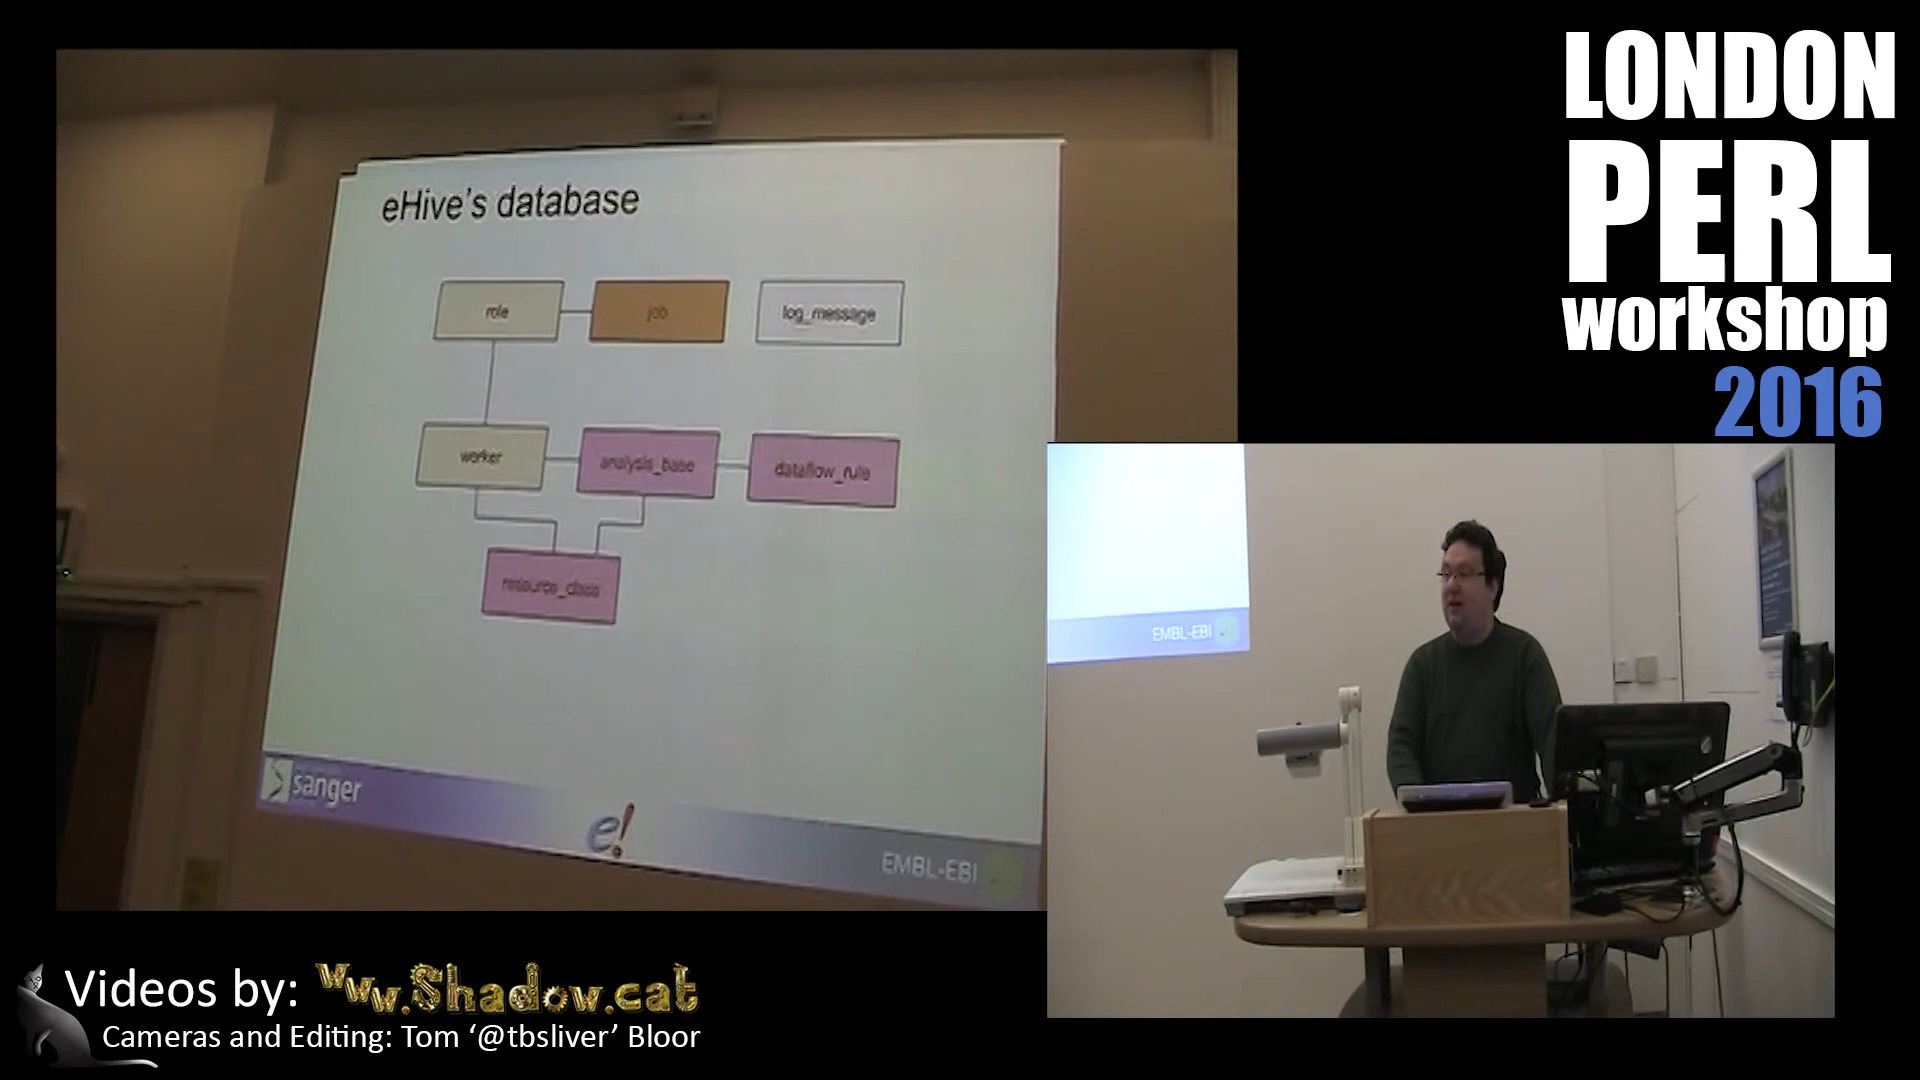 LONDON
PERL
workshop
2016
eHive's database
role
job
log_message
worker
analysis_base
dataflow_rule
resource_class
sanger
e!
EMBL-EBI
EMBL-EBI
Videos by: www.Shadow.cat
Cameras and Editing: Tom ‘@tbsliver’ Bloor